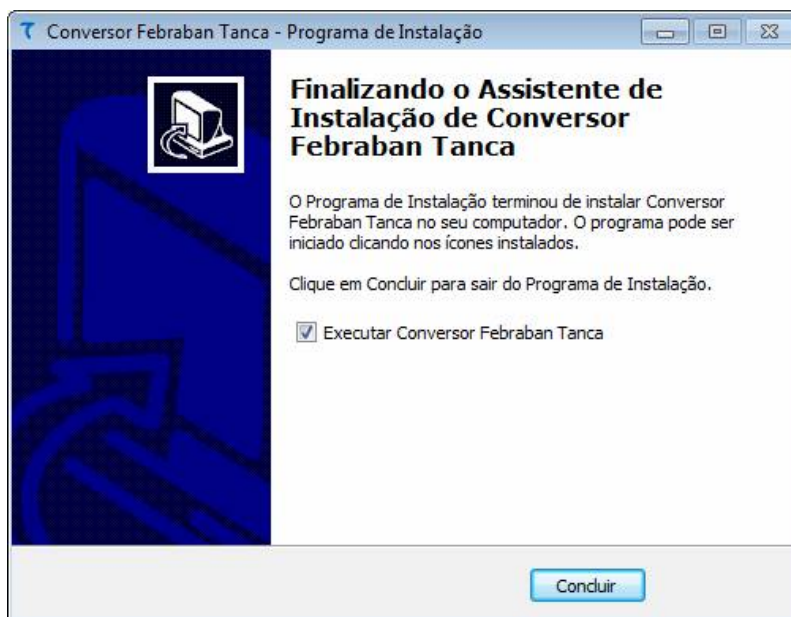 Conversor Febraban Tanca - Programa de Instalação
Finalizando o Assistente de
Instalação de Conversor
Febraban Tanca
O Programa de Instalação terminou de instalar Conversor
Febraban Tanca no seu computador. O programa pode ser
iniciado clicando nos ícones instalados.
Clique em Concluir para sair do Programa de Instalação.
Executar Conversor Febraban Tanca
Concluir